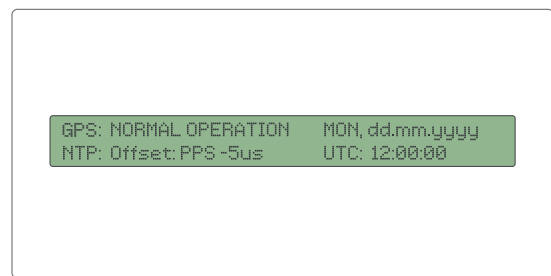 GPS: NORMAL OPERATION MON, dd.mm.yyyy
NTP: Offset: PPS -5us UTC: 12:00:00